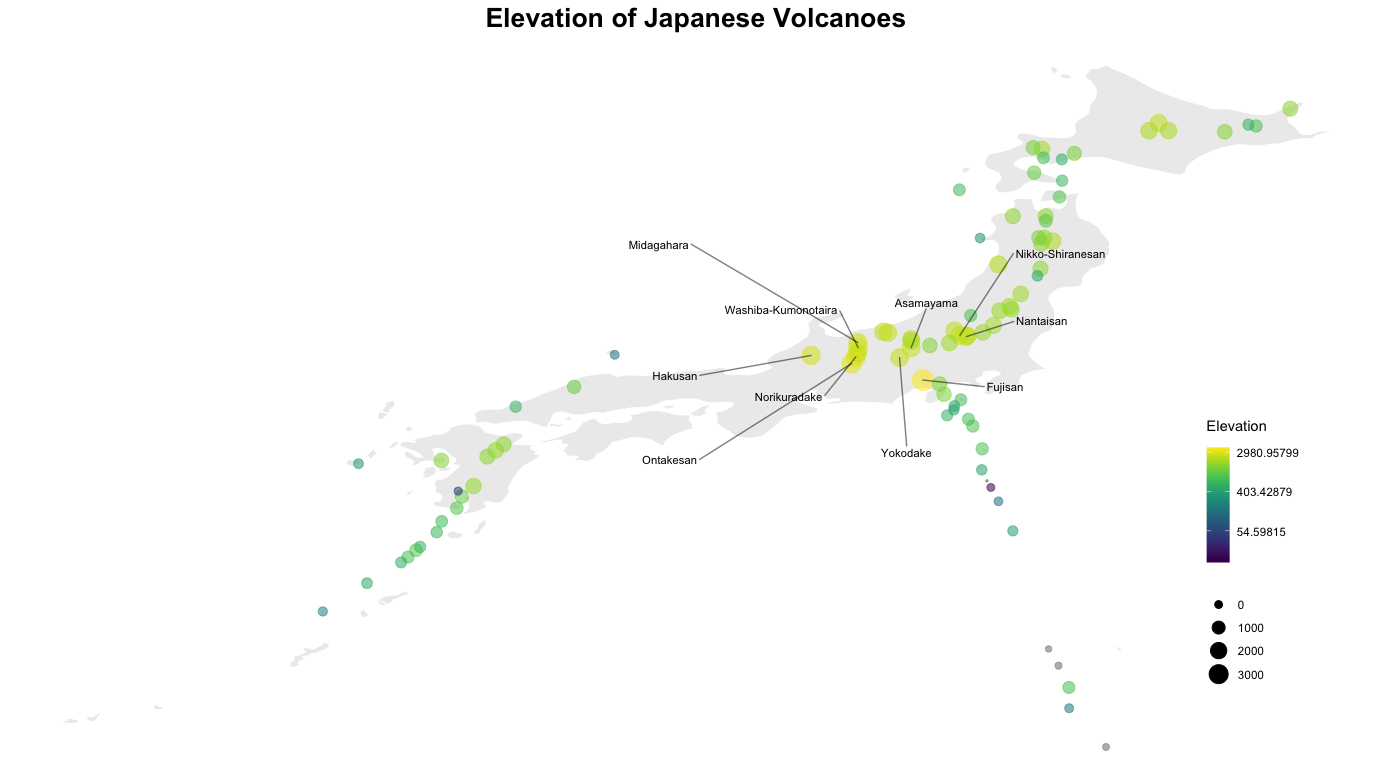 Elevation of Japanese Volcanoes
Midagahara
Nikko-Shiranesan
Asamayama
Washiba-Kumonotaira
Nantaisan
Hakusan
Fujisan
Norikuradake
Yokodake
Ontakesan
Elevation
2980.95799
403.42879
54.59815
0
1000
2000
3000